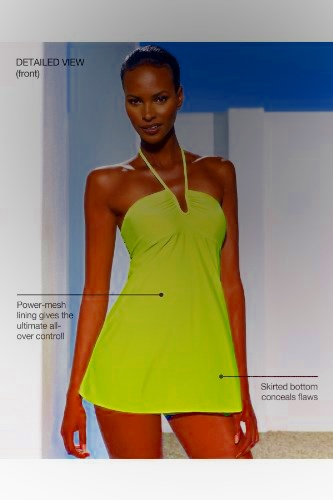 DETAILED VIEW
(front)
Power-mesh
lining gives the
ultimate all-
over control!
Skirted bottom
conceals flaws